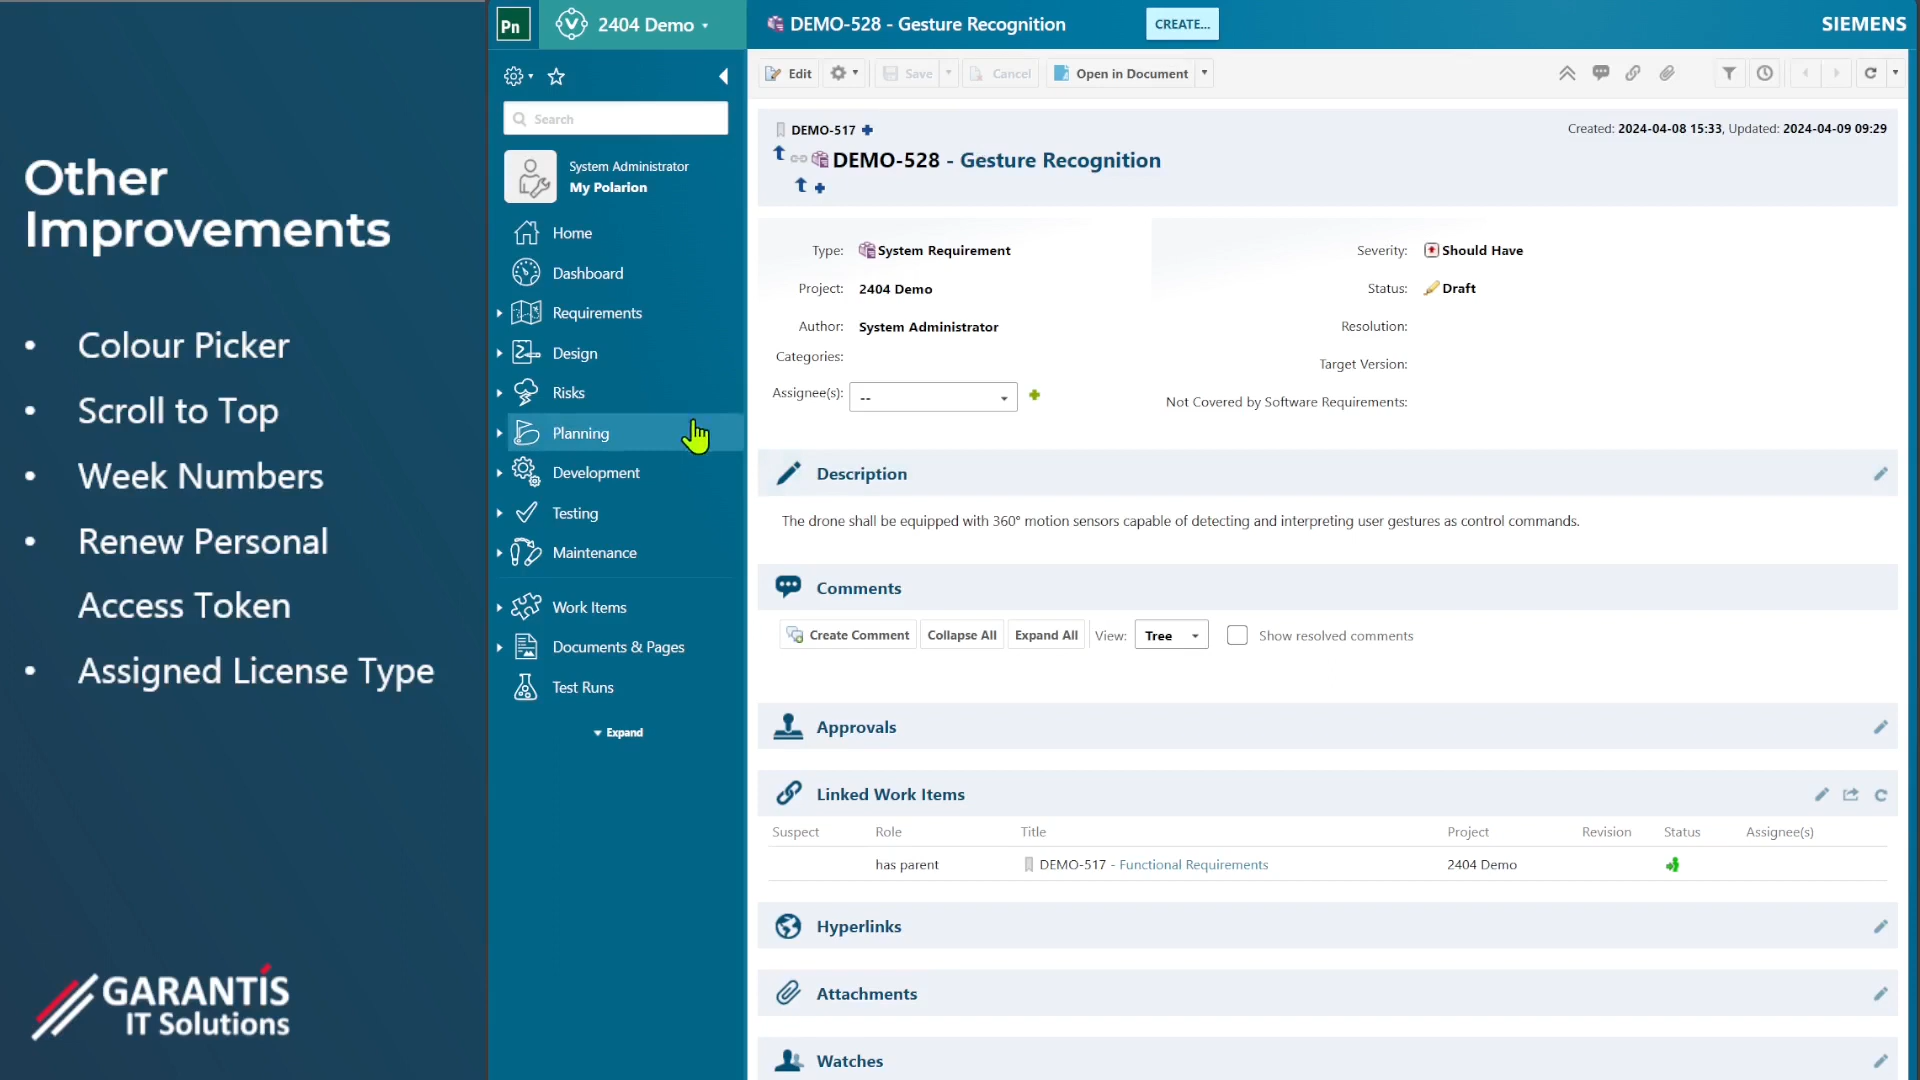 Other
Improvements
• Colour Picker
• Scroll to Top
• Week Numbers
• Renew Personal
Access Token
• Assigned License Type
GARANTİS
IT Solutions
Pn
2404 Demo
Search
System Administrator
My Polarion
Home
Dashboard
Requirements
Design
Risks
Planning
Development
Testing
Maintenance
Work Items
Documents & Pages
Test Runs
Expand
DEMO-528 - Gesture Recognition
CREATE...
SIEMENS
Edit
Save
Cancel
Open in Document
DEMO-517
Created: 2024-04-08 15:33, Updated: 2024-04-09 09:29
DEMO-528 - Gesture Recognition
Type: System Requirement
Severity: Should Have
Project: 2404 Demo
Status: Draft
Author: System Administrator
Resolution:
Categories:
Target Version:
Assignee(s): --
Not Covered by Software Requirements:
Description
The drone shall be equipped with 360° motion sensors capable of detecting and interpreting user gestures as control commands.
Comments
Create Comment Collapse All Expand All View: Tree Show resolved comments
Approvals
Linked Work Items
Suspect Role Title Project Revision Status Assignee(s)
has parent DEMO-517 - Functional Requirements 2404 Demo
Hyperlinks
Attachments
Watches